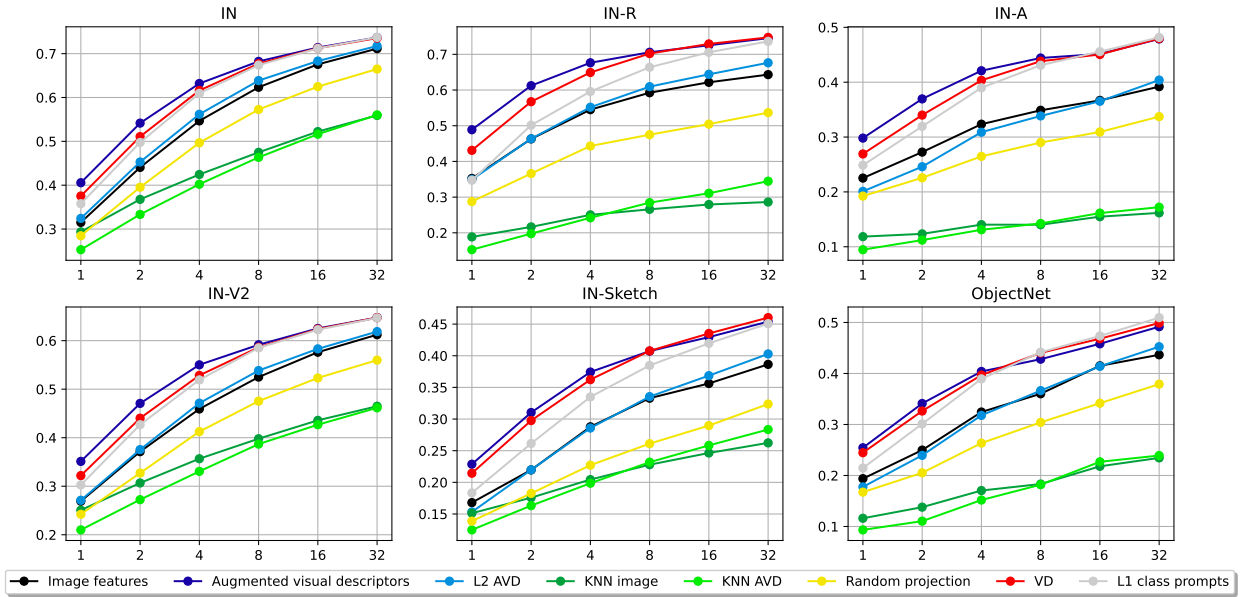 IN
IN-R
IN-A
0.7
0.6
0.5
0.4
0.3
1 2 4 8 16 32
0.7
0.6
0.5
0.4
0.3
0.2
1 2 4 8 16 32
0.5
0.4
0.3
0.2
0.1
1 2 4 8 16 32
IN-V2
IN-Sketch
ObjectNet
0.6
0.5
0.4
0.3
0.2
1 2 4 8 16 32
0.45
0.40
0.35
0.30
0.25
0.20
0.15
1 2 4 8 16 32
0.5
0.4
0.3
0.2
0.1
1 2 4 8 16 32
Image features Augmented visual descriptors L2 AVD KNN image KNN AVD Random projection VD L1 class prompts